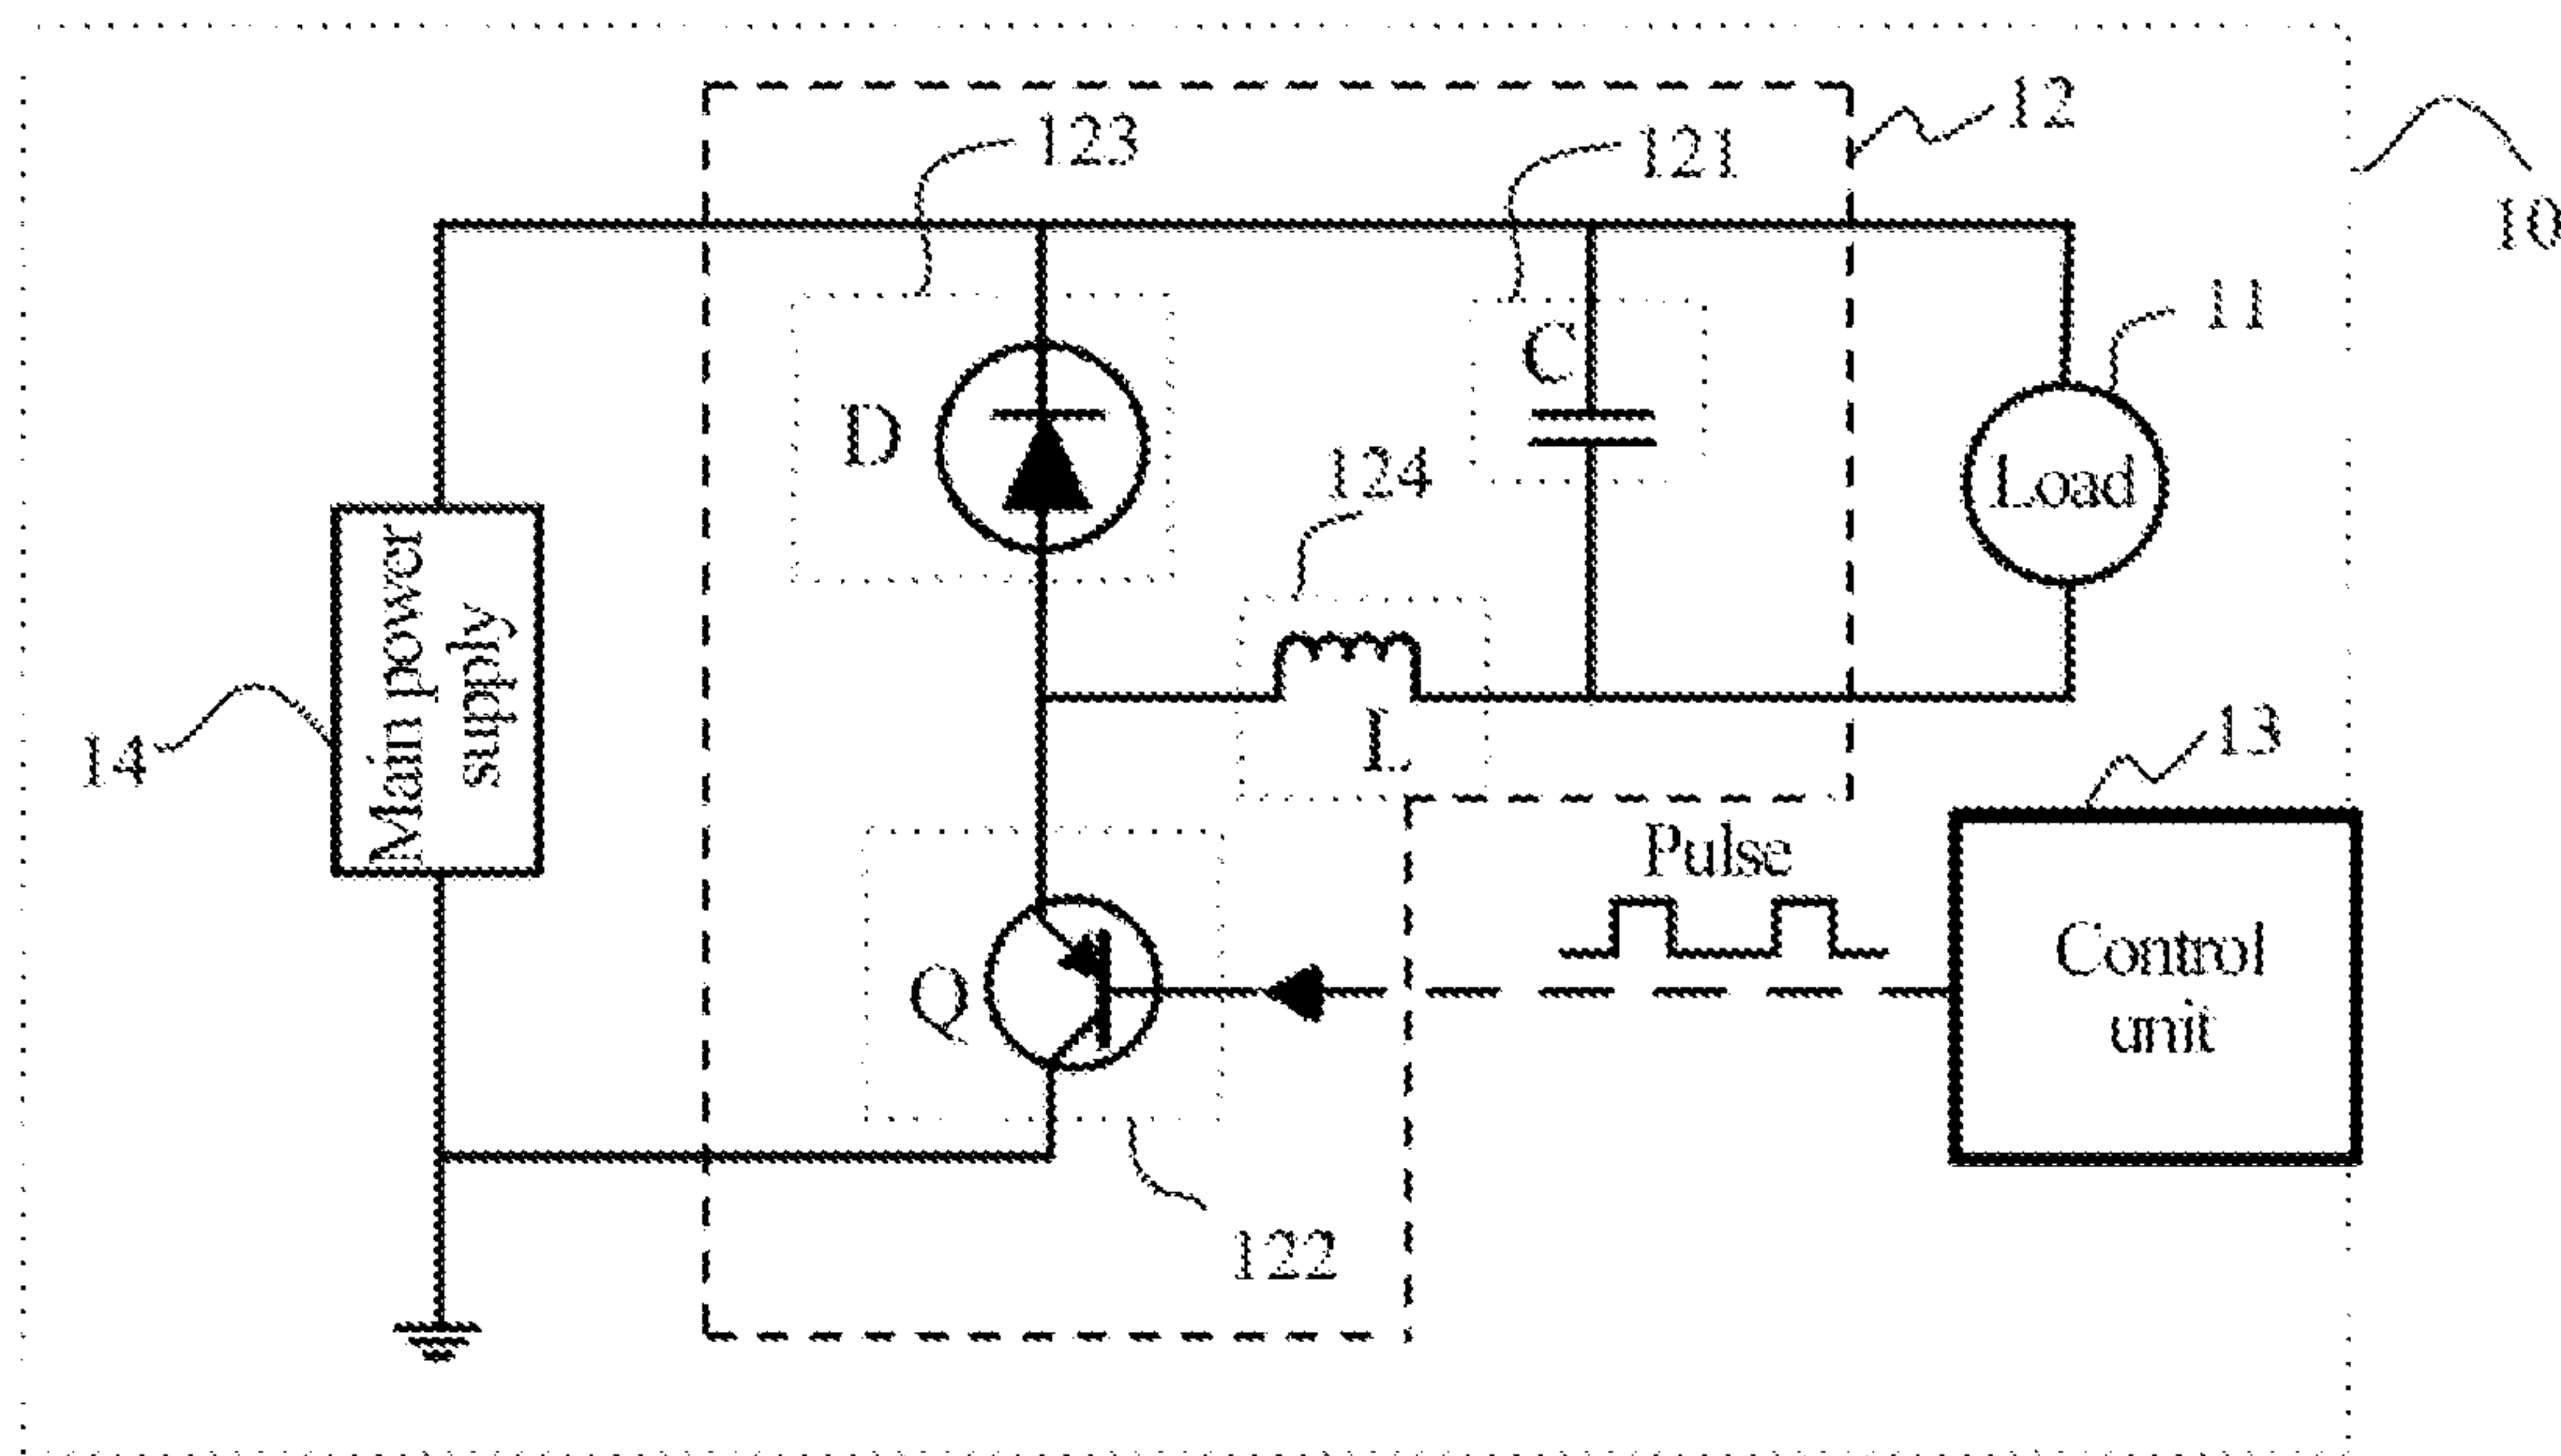 12
123
121
10
11
C
D
Load
124
Main power
supply
14
L
13
Pulse
Control
unit
Q
122